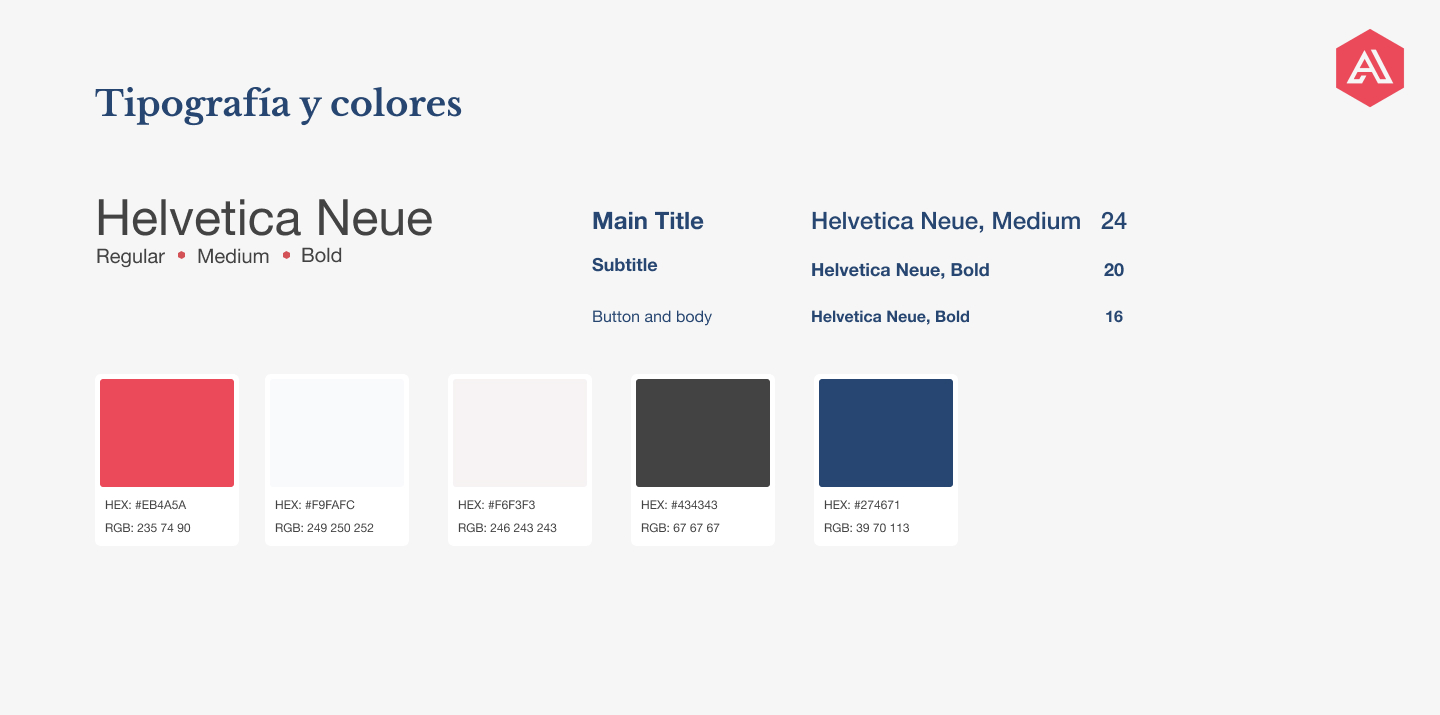 Tipografía y colores
Helvetica Neue
Regular • Medium • Bold
Main Title Helvetica Neue, Medium 24
Subtitle Helvetica Neue, Bold 20
Button and body Helvetica Neue, Bold 16
HEX: #EB4A5A
RGB: 235 74 90
HEX: #F9FAFC
RGB: 249 250 252
HEX: #F6F3F3
RGB: 246 243 243
HEX: #434343
RGB: 67 67 67
HEX: #274671
RGB: 39 70 113